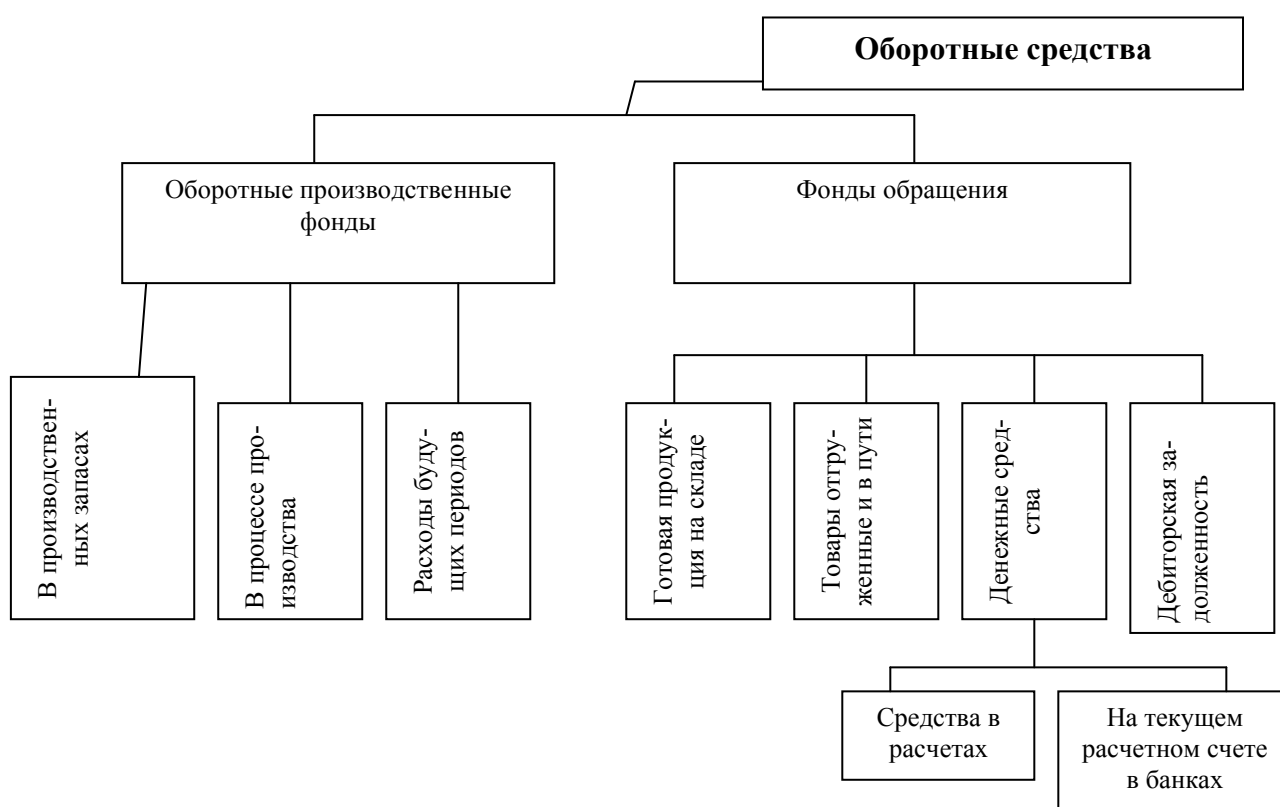 Оборотные средства
Оборотные производственные
фонды
Фонды обращения
В производствен-
ных запасах
В процессе про-
изводства
Расходы буду-
щих периодов
Готовая продук-
ция на складе
Товары отгру-
женные и в пути
Денежные сред-
ства
Дебиторская за-
долженность
Средства в
расчетах
На текущем
расчетном счете
в банках